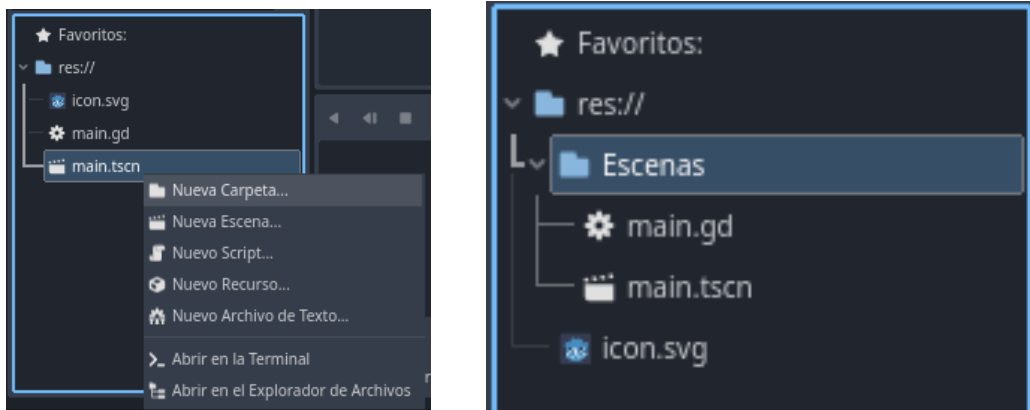 Favoritos:
res://
icon.svg
main.gd
main.tscn
Nueva Carpeta...
Nueva Escena...
Nuevo Script...
Nuevo Recurso...
Nuevo Archivo de Texto...
Abrir en la Terminal
Abrir en el Explorador de Archivos
Favoritos:
res://
Escenas
main.gd
main.tscn
icon.svg